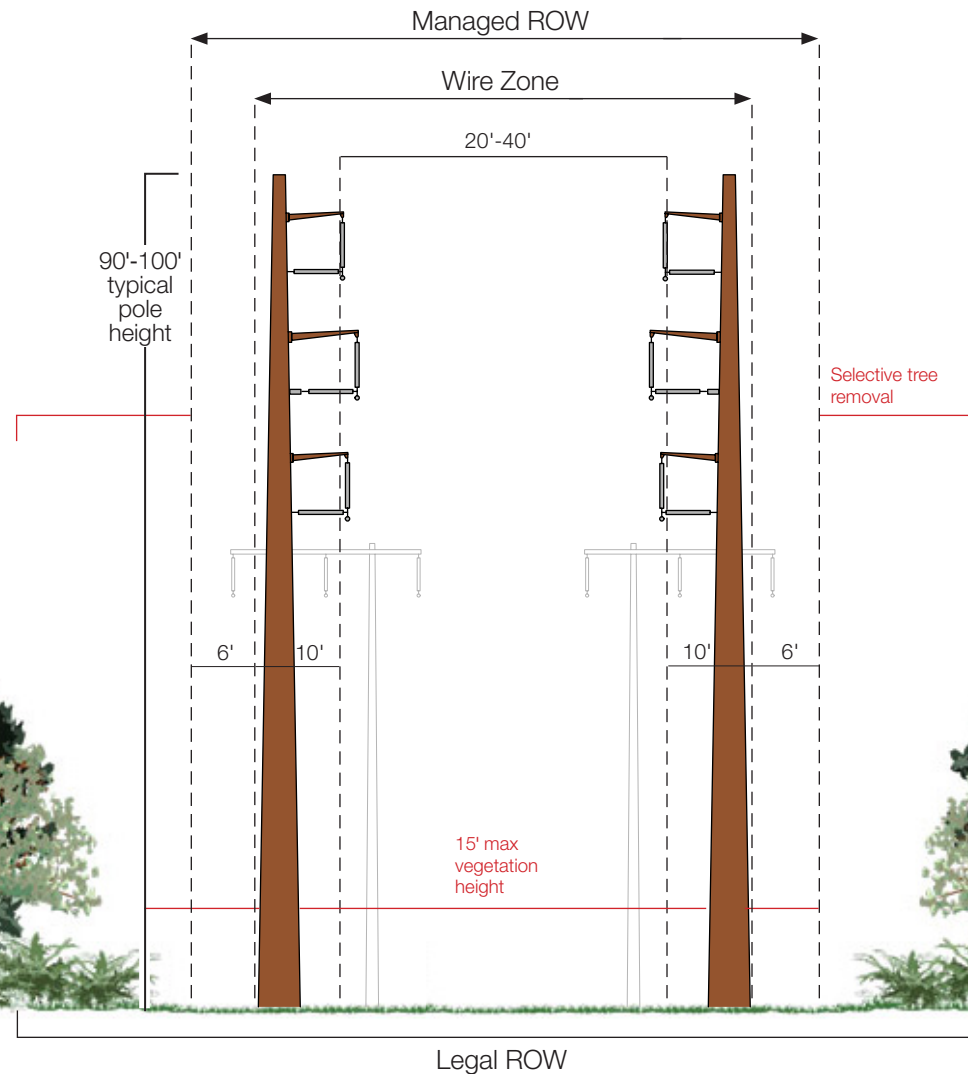 Managed ROW
Wire Zone
20'-40'
90'-100'
typical
pole
height
Selective tree
removal
6'
10'
10'
6'
15' max
vegetation
height
Legal ROW